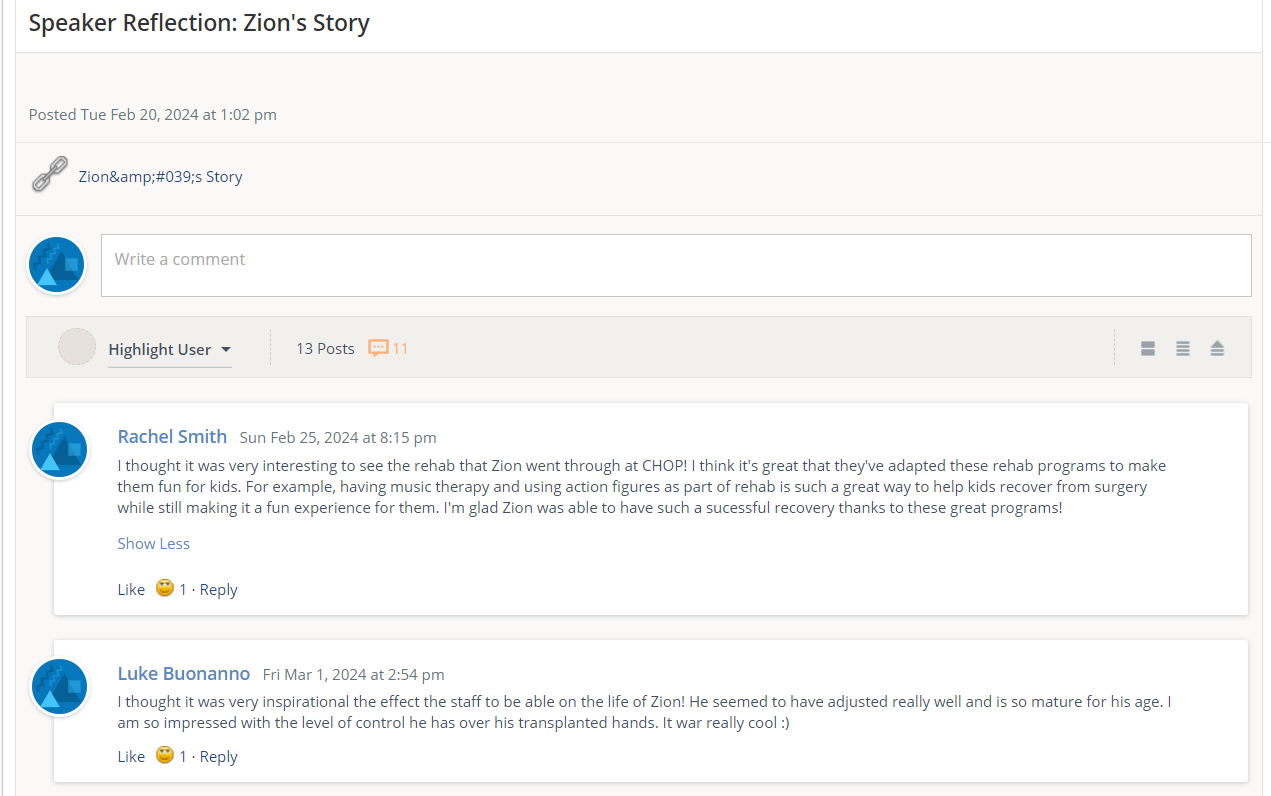 Speaker Reflection: Zion's Story
Posted Tue Feb 20, 2024 at 1:02 pm
Zion&amp;#039;s Story
Write a comment
Highlight User
13 Posts 11
Rachel Smith Sun Feb 25, 2024 at 8:15 pm
I thought it was very interesting to see the rehab that Zion went through at CHOP! I think it's great that they've adapted these rehab programs to make
them fun for kids. For example, having music therapy and using action figures as part of rehab is such a great way to help kids recover from surgery
while still making it a fun experience for them. I'm glad Zion was able to have such a sucessful recovery thanks to these great programs!
Show Less
Like 1 · Reply
Luke Buonanno Fri Mar 1, 2024 at 2:54 pm
I thought it was very inspirational the effect the staff to be able on the life of Zion! He seemed to have adjusted really well and is so mature for his age. I
am so impressed with the level of control he has over his transplanted hands. It war really cool :)
Like 1 · Reply